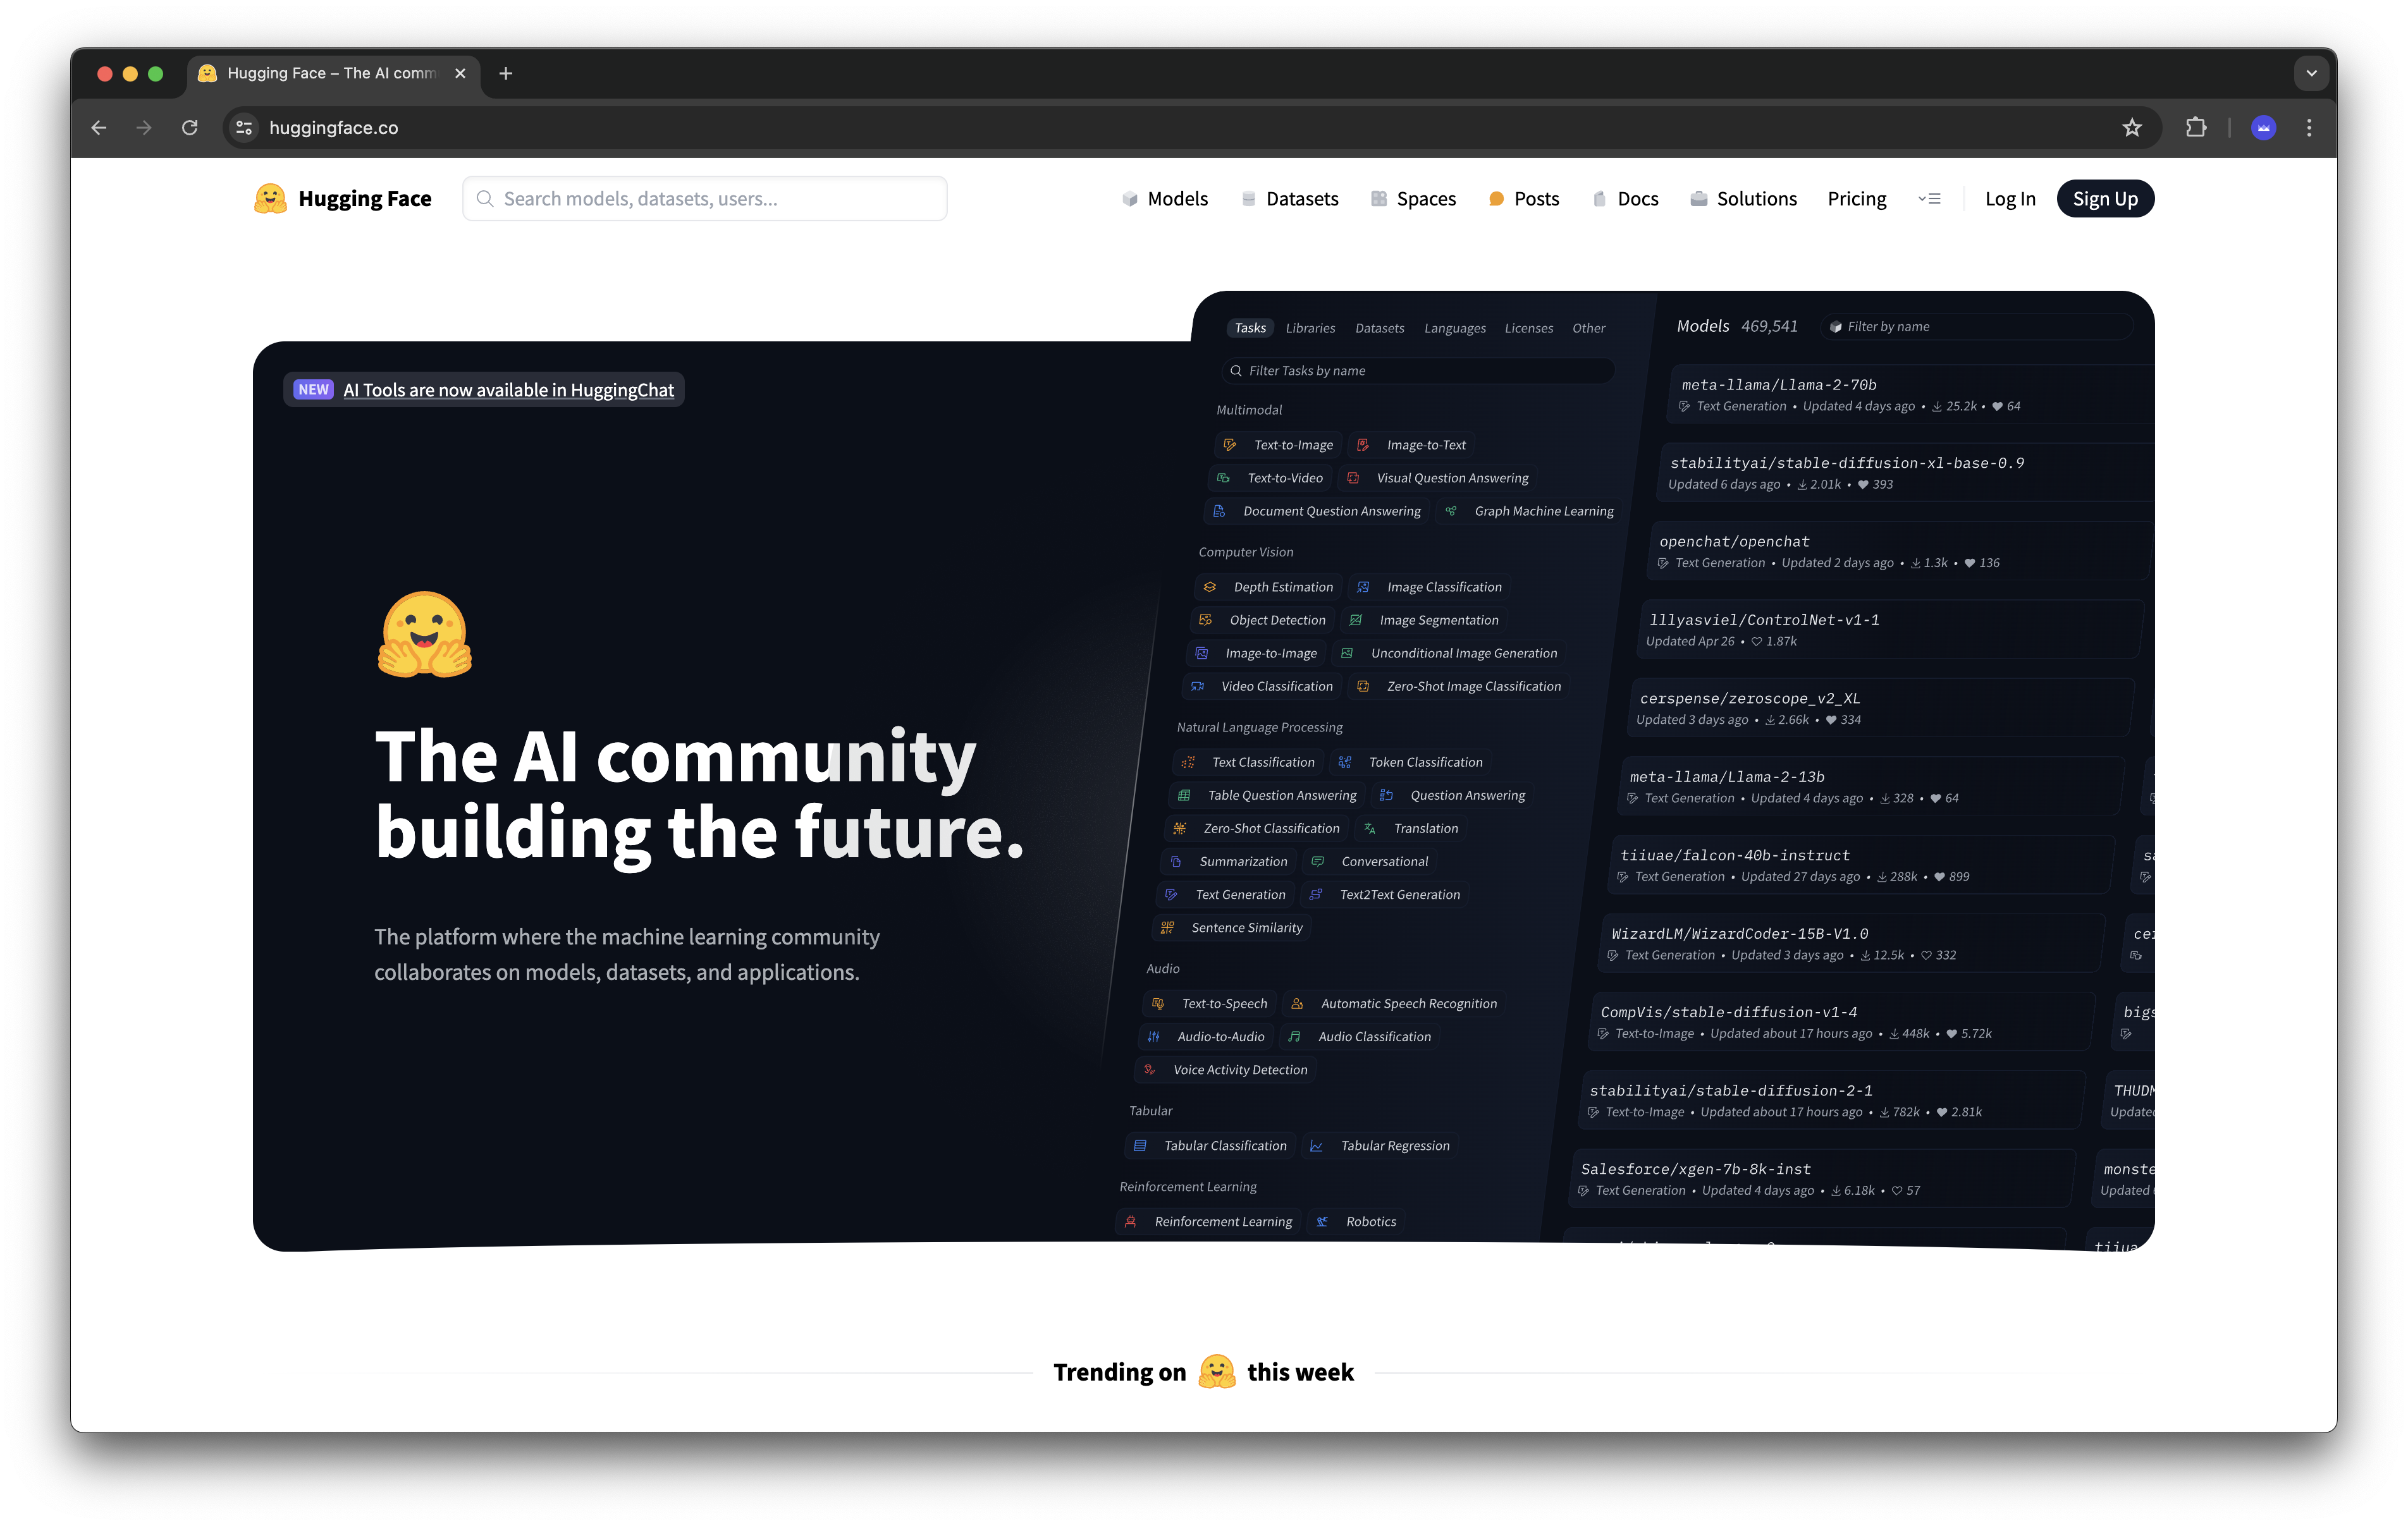 Hugging Face – The AI comm
huggingface.co
Hugging Face
Search models, datasets, users...
Models
Datasets
Spaces
Posts
Docs
Solutions
Pricing
Log In
Sign Up
NEW AI Tools are now available in HuggingChat
The AI community
building the future.
The platform where the machine learning community
collaborates on models, datasets, and applications.
Tasks Libraries Datasets Languages Licenses Other
Filter Tasks by name
Multimodal
Text-to-Image Image-to-Text
Text-to-Video Visual Question Answering
Document Question Answering Graph Machine Learning
Computer Vision
Depth Estimation Image Classification
Object Detection Image Segmentation
Image-to-Image Unconditional Image Generation
Video Classification Zero-Shot Image Classification
Natural Language Processing
Text Classification Token Classification
Table Question Answering Question Answering
Zero-Shot Classification Translation
Summarization Conversational
Text Generation Text2Text Generation
Sentence Similarity
Audio
Text-to-Speech Automatic Speech Recognition
Audio-to-Audio Audio Classification
Voice Activity Detection
Tabular
Tabular Classification Tabular Regression
Reinforcement Learning
Reinforcement Learning Robotics
Models 469,541 Filter by name
meta-llama/Llama-2-70b
Text Generation • Updated 4 days ago • 25.2k • 64
stabilityai/stable-diffusion-xl-base-0.9
Updated 6 days ago • 2.01k • 393
openchat/openchat
Text Generation • Updated 2 days ago • 1.3k • 136
lllyasviel/ControlNet-v1-1
Updated Apr 26 • 1.87k
cerspense/zeroscope_v2_XL
Updated 3 days ago • 2.66k • 334
meta-llama/Llama-2-13b
Text Generation • Updated 4 days ago • 328 • 64
tiiuae/falcon-40b-instruct
Text Generation • Updated 27 days ago • 288k • 899
WizardLM/WizardCoder-15B-V1.0
Text Generation • Updated 3 days ago • 12.5k • 332
CompVis/stable-diffusion-v1-4
Text-to-Image • Updated about 17 hours ago • 448k • 5.72k
stabilityai/stable-diffusion-2-1
Text-to-Image • Updated about 17 hours ago • 782k • 2.81k
Salesforce/xgen-7b-8k-inst
Text Generation • Updated 4 days ago • 6.18k • 57
bigs
THUDM
Updated
monste
Updated
Trending on this week